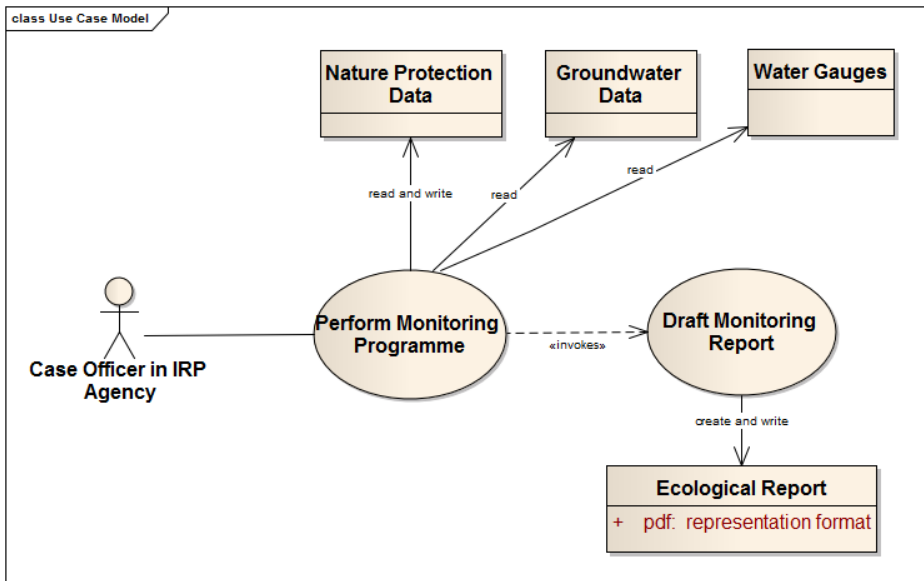 class Use Case Model
Nature Protection
Data
Groundwater
Data
Water Gauges
read and write
read
read
Case Officer in IRP
Agency
Perform Monitoring
Programme
«invokes»
Draft Monitoring
Report
create and write
Ecological Report
+ pdf: representation format